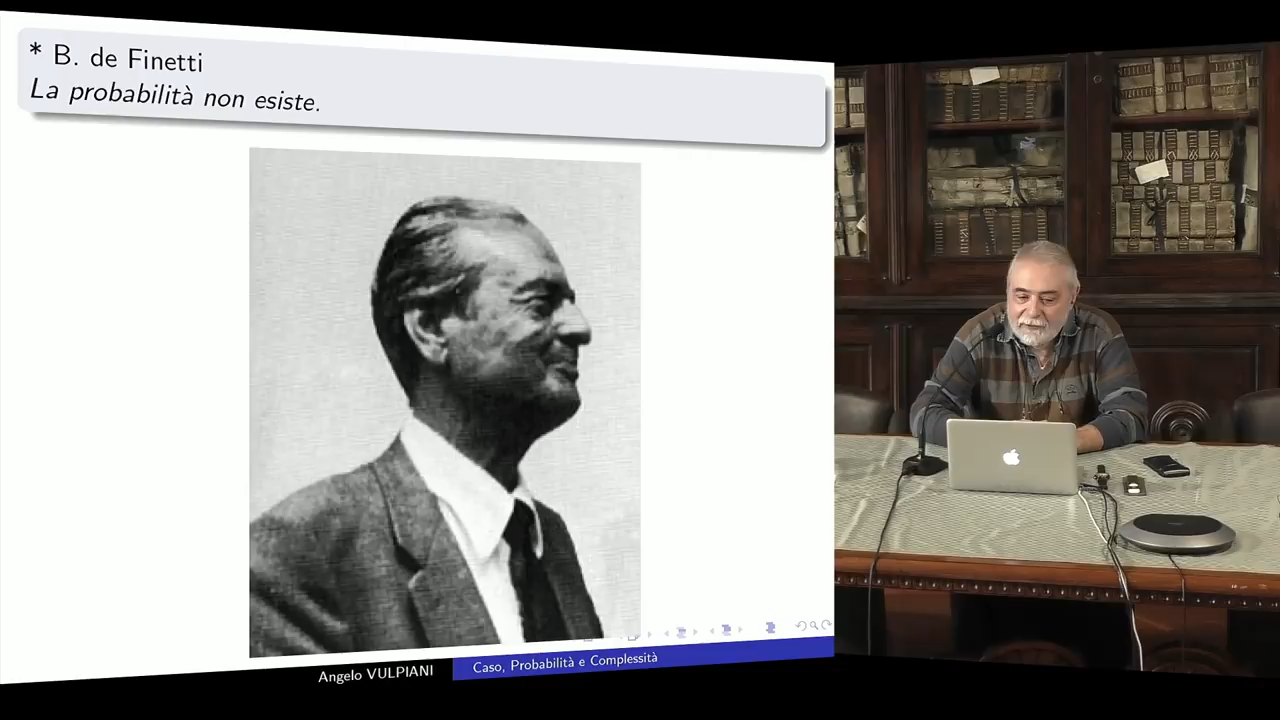 * B. de Finetti
La probabilità non esiste.
Angelo VULPIANI
Caso, Probabilità e Complessità